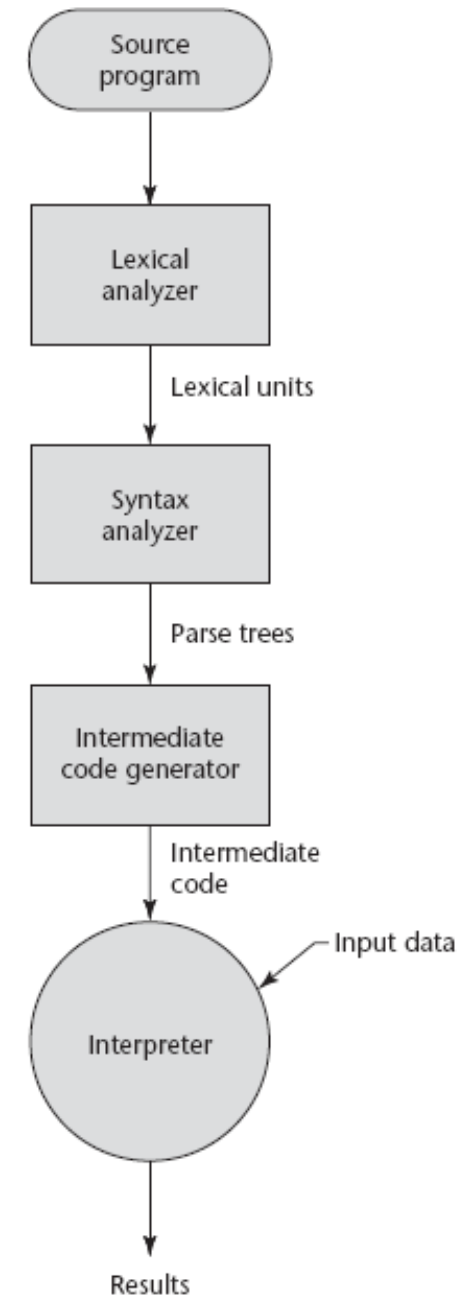 Source
program
Lexical
analyzer
Lexical units
Syntax
analyzer
Parse trees
Intermediate
code generator
Intermediate
code
Input data
Interpreter
Results